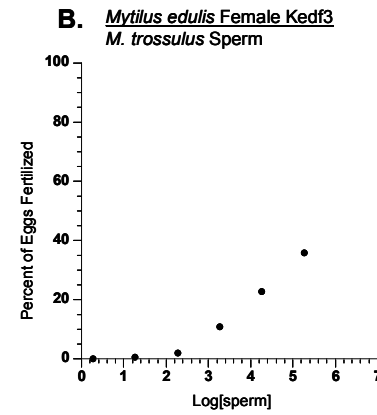 B. Mytilus edulis Female Kedf3
M. trossulus Sperm
100
80
60
40
20
0
Percent of Eggs Fertilized
0 1 2 3 4 5 6 7
Log[sperm]